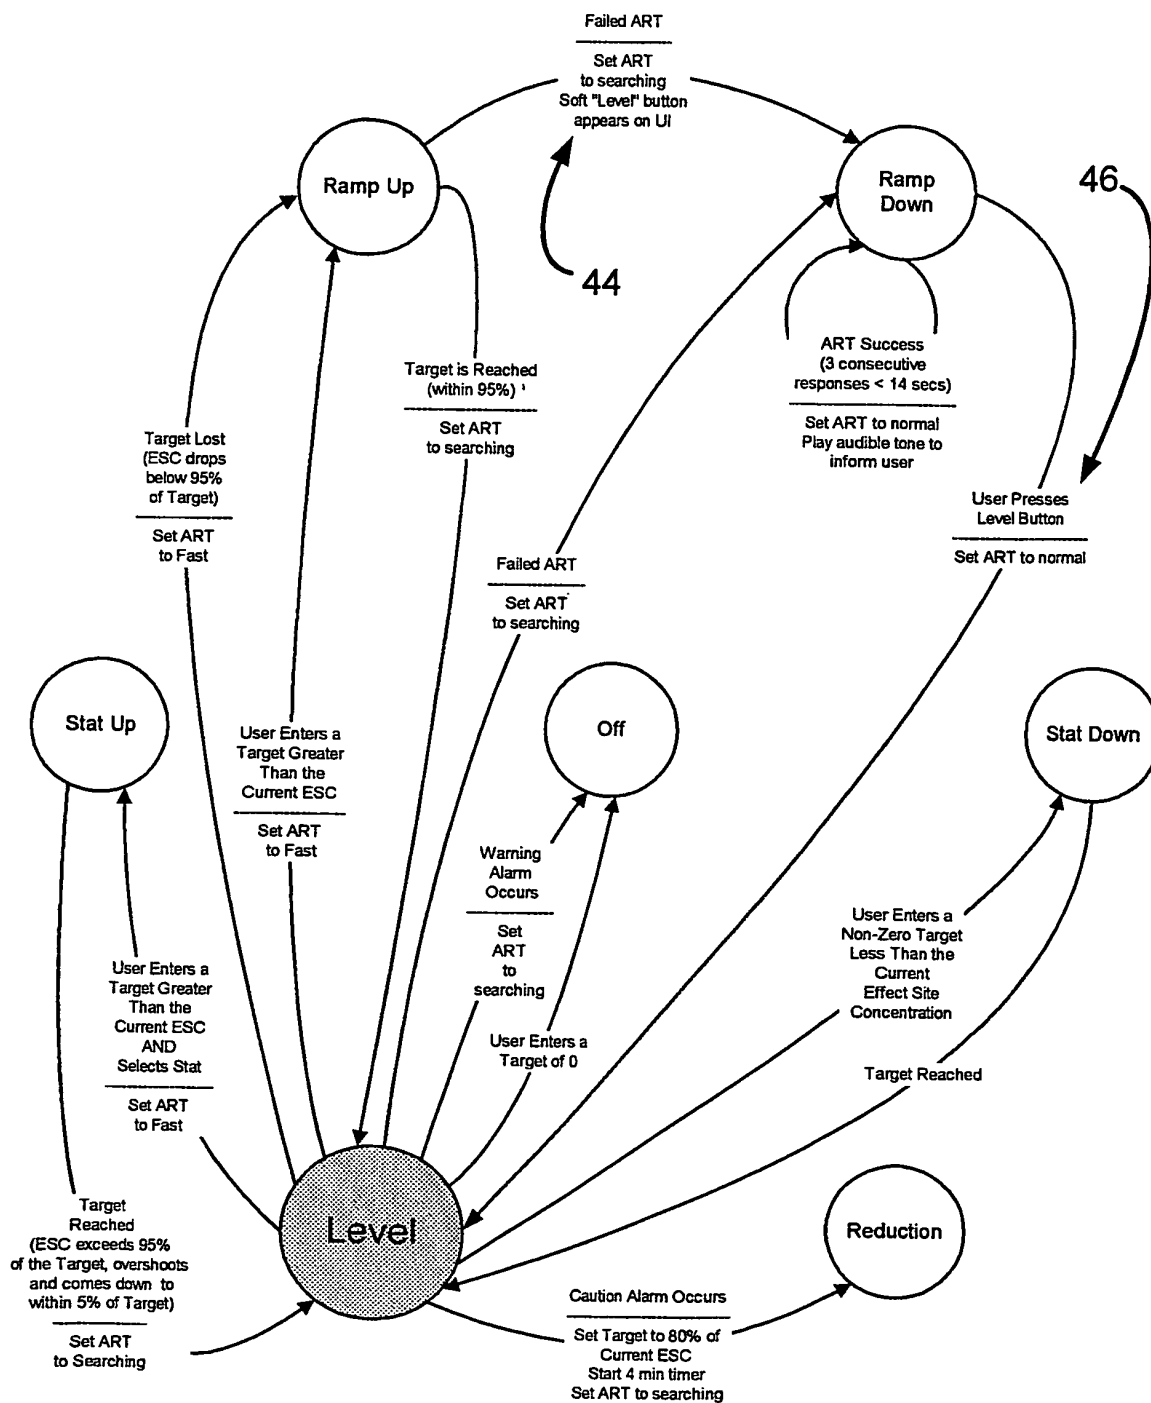 Failed ART
Set ART
to searching
Soft "Level" button
appears on UI
Ramp Up
Ramp
Down
46
44
ART Success
(3 consecutive
responses < 14 secs)
Set ART to normal
Play audible tone to
inform user
Target is Reached
(within 95%)
Set ART
to searching
Target Lost
(ESC drops
below 95%
of Target)
Set ART
to Fast
User Presses
Level Button
Set ART to normal
Failed ART
Set ART
to searching
Stat Up
User Enters a
Target Greater
Than the
Current ESC
Set ART
to Fast
Off
Stat Down
Warning
Alarm
Occurs
Set
ART
to
searching
User Enters a
Non-Zero Target
Less Than the
Current
Effect Site
Concentration
User Enters a
Target Greater
Than the
Current ESC
AND
Selects Stat
Set ART
to Fast
User Enters a
Target of 0
Target Reached
Target
Reached
(ESC exceeds 95%
of the Target, overshoots
and comes down to
within 5% of Target)
Set ART
to Searching
Level
Reduction
Caution Alarm Occurs
Set Target to 80% of
Current ESC
Start 4 min timer
Set ART to searching